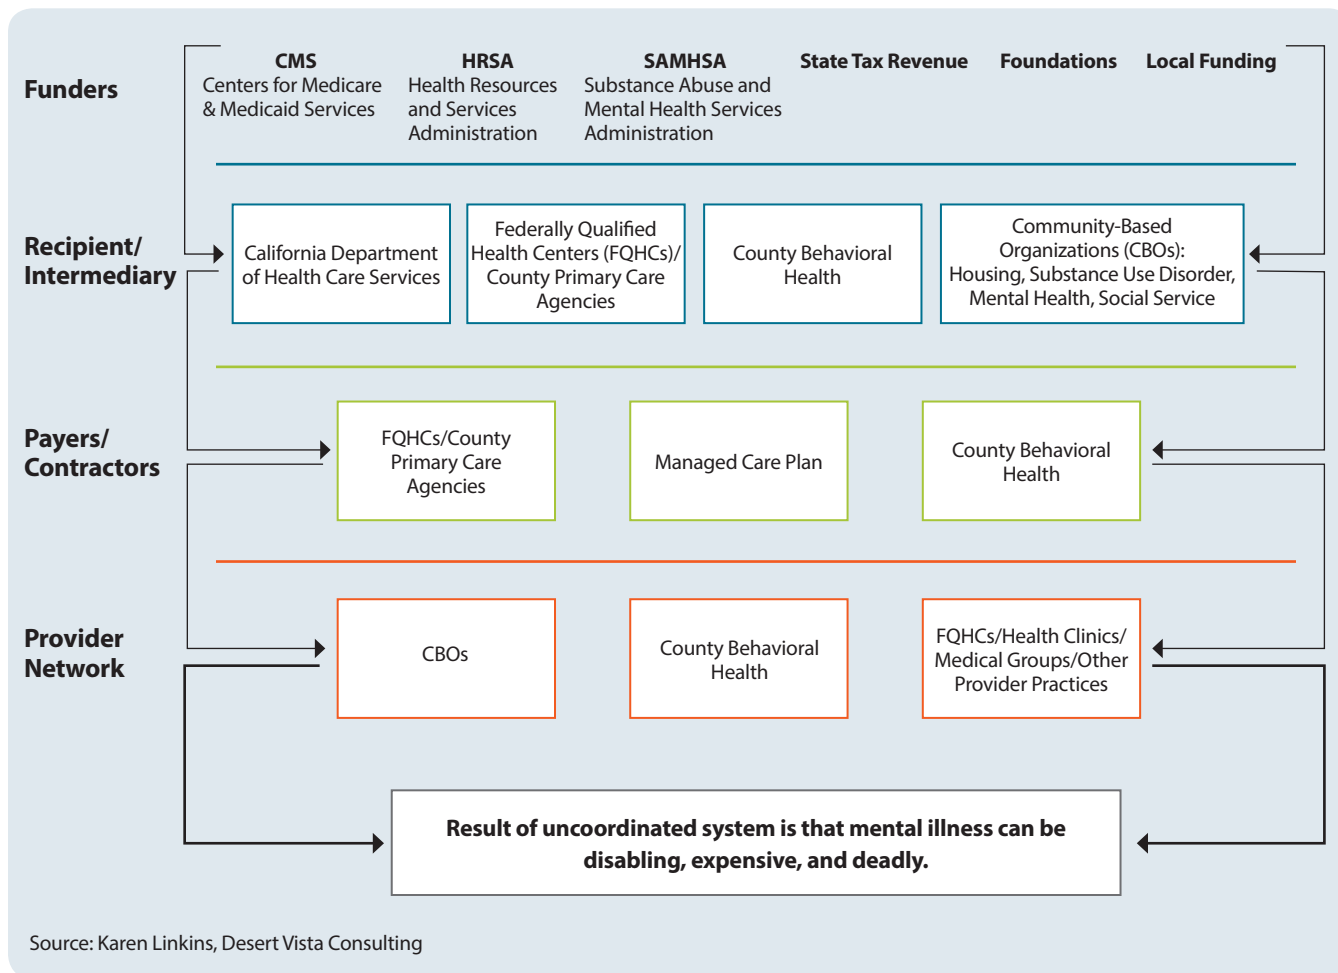 Funders
CMS
Centers for Medicare
& Medicaid Services
HRSA
Health Resources
and Services
Administration
SAMHSA
Substance Abuse and
Mental Health Services
Administration
State Tax Revenue
Foundations
Local Funding
Recipient/
Intermediary
California Department
of Health Care Services
Federally Qualified
Health Centers (FQHCs)/
County Primary Care
Agencies
County Behavioral
Health
Community-Based
Organizations (CBOs):
Housing, Substance Use Disorder,
Mental Health, Social Service
Payers/
Contractors
FQHCs/County
Primary Care
Agencies
Managed Care Plan
County Behavioral
Health
Provider
Network
CBOs
County Behavioral
Health
FQHCs/Health Clinics/
Medical Groups/Other
Provider Practices
Result of uncoordinated system is that mental illness can be
disabling, expensive, and deadly.
Source: Karen Linkins, Desert Vista Consulting